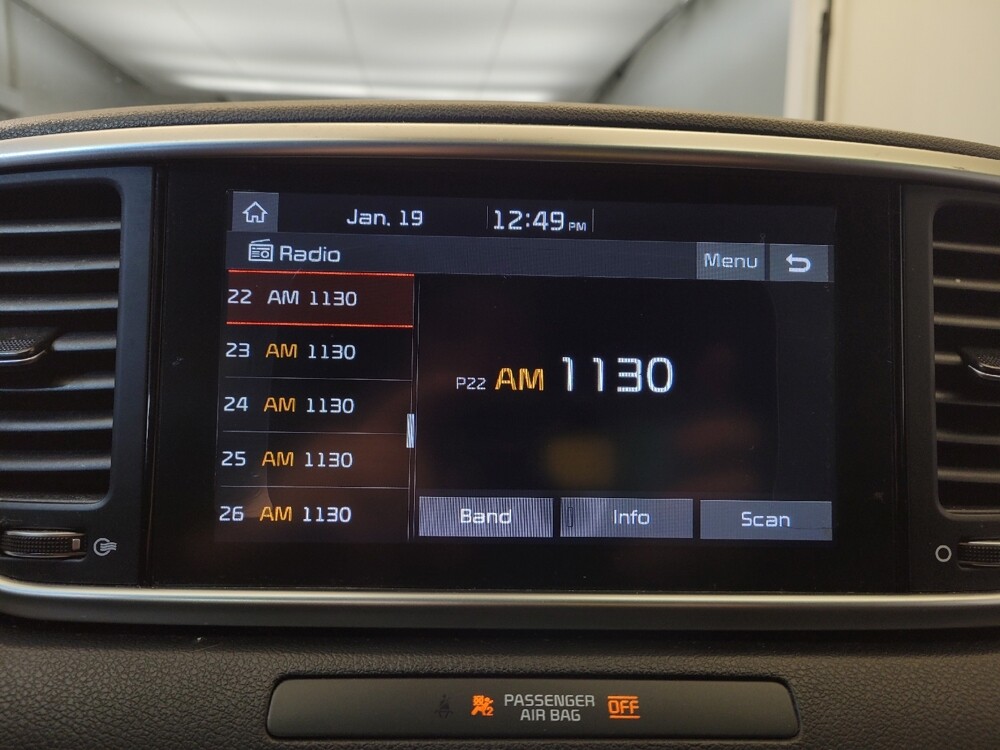 Jan. 19 12:49 PM
Radio Menu
22 AM 1130
23 AM 1130
24 AM 1130
25 AM 1130
26 AM 1130
P22 AM 1130
Band Info Scan
PASSENGER
AIR BAG OFF